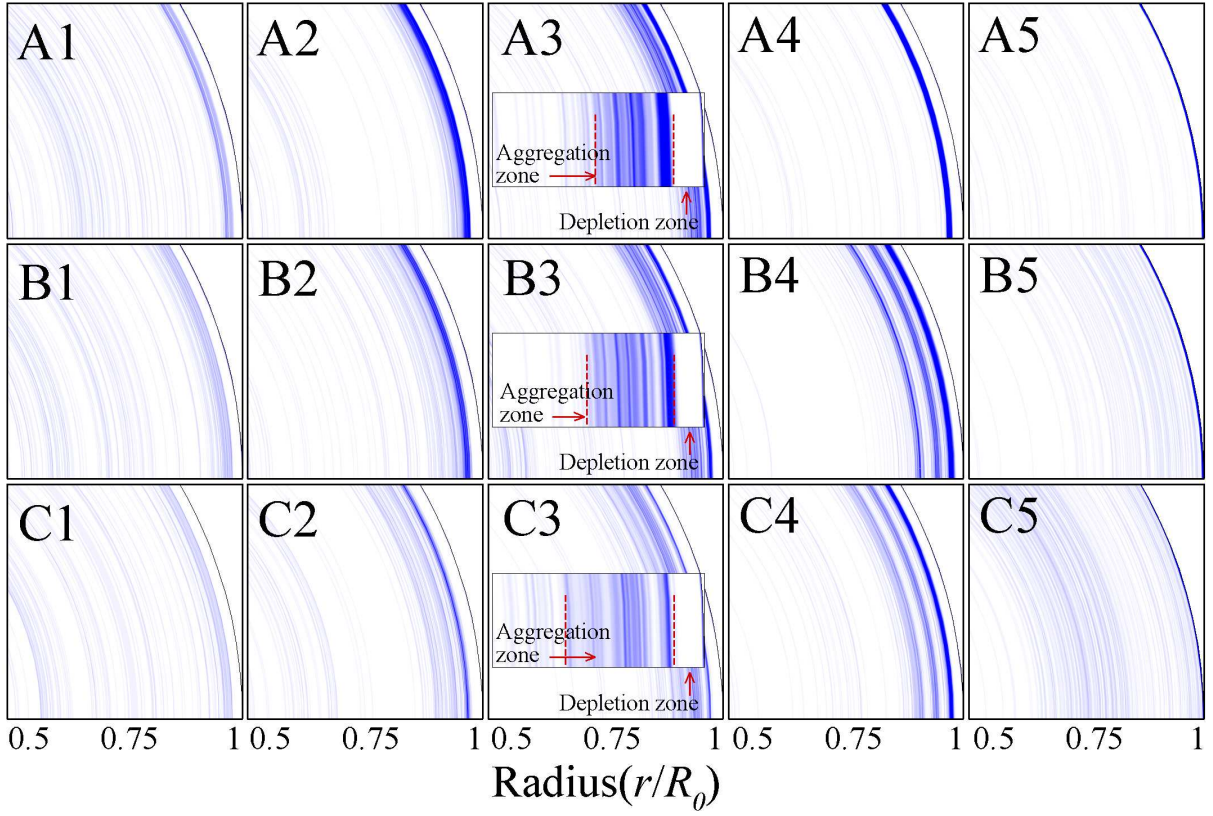 A1 A2 A3 A4 A5
Aggregation
zone
Depletion zone
B1 B2 B3 B4 B5
Aggregation
zone
Depletion zone
C1 C2 C3 C4 C5
Aggregation
zone
Depletion zone
0.5 0.75 1 0.5 0.75 1 0.5 0.75 1 0.5 0.75 1 0.5 0.75 1
Radius(r/R₀)